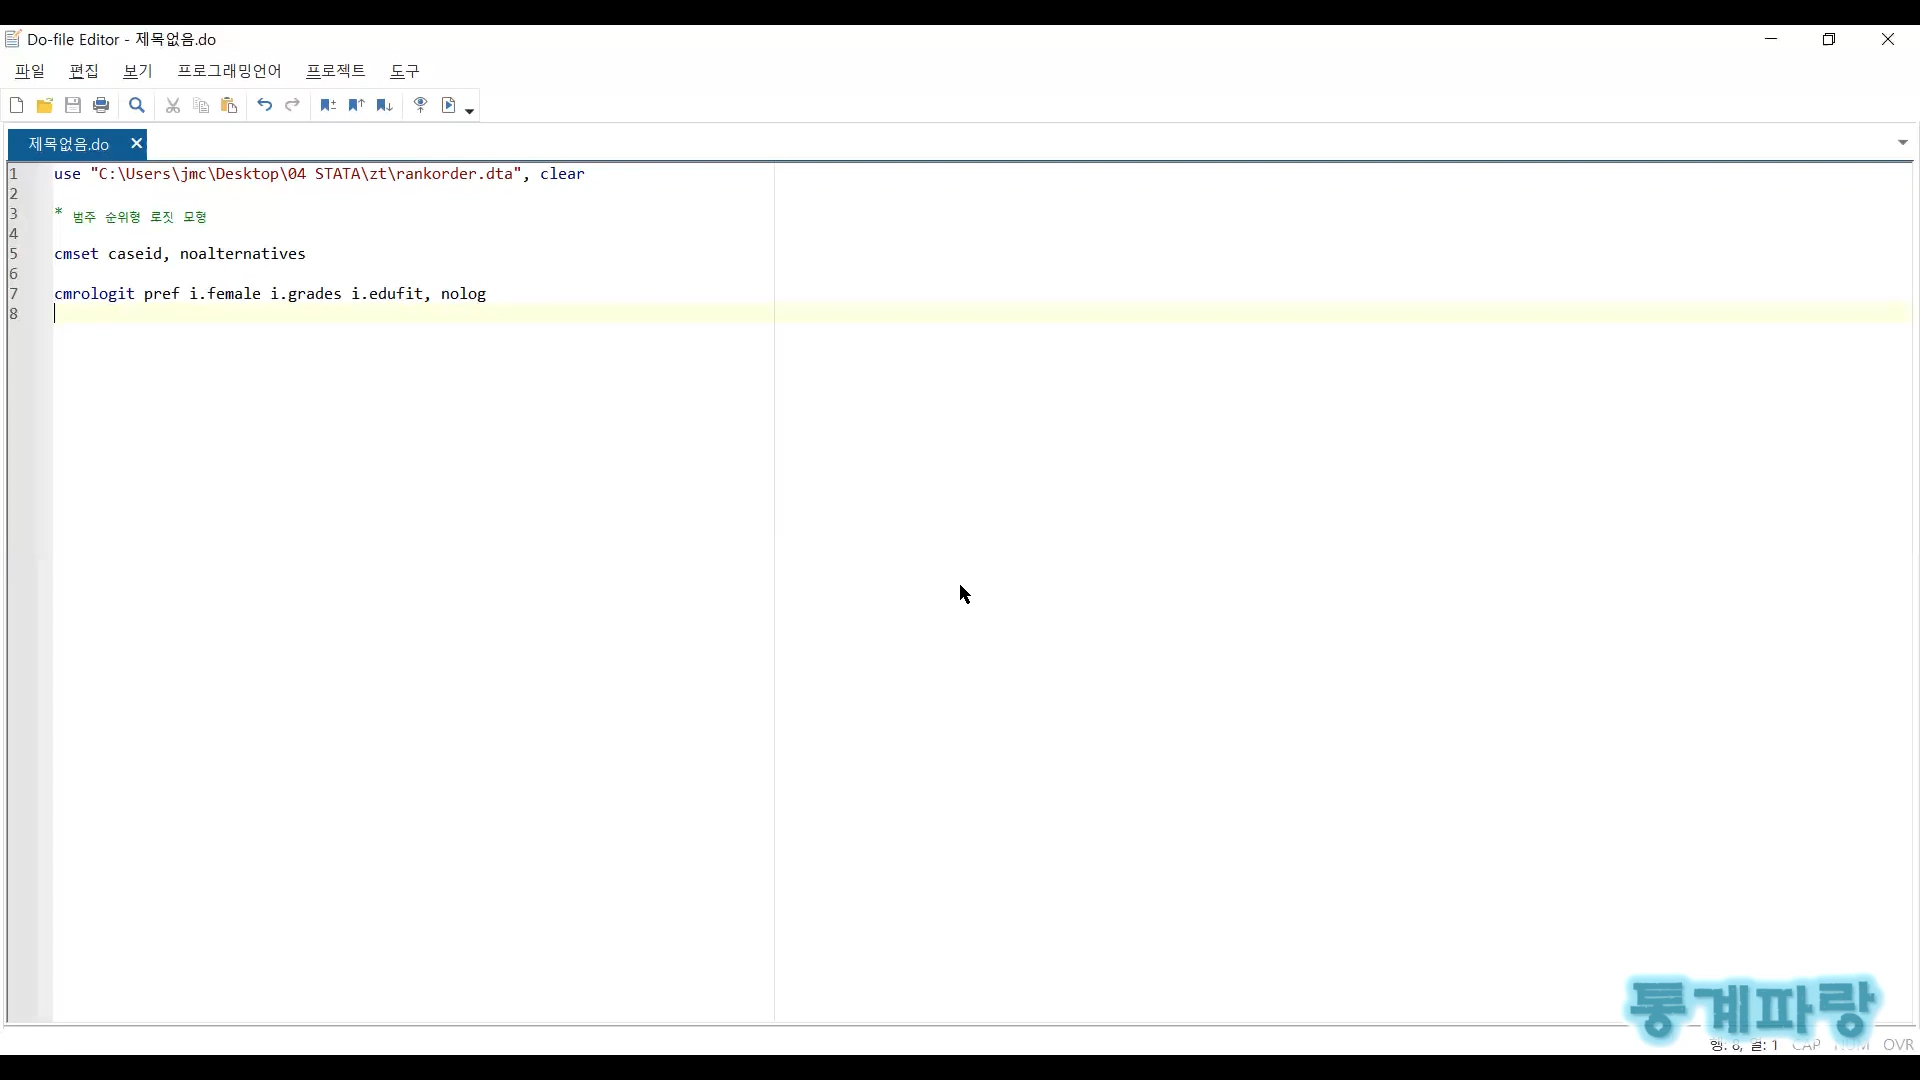 Do-file Editor - 제목없음.do
파일 편집 보기 프로그래밍언어 프로젝트 도구
제목없음.do
1 use "C:\Users\jmc\Desktop\04 STATA\zt\rankorder.dta", clear
2
3 * 범주 순위형 로짓 모형
4
5 cmset caseid, noalternatives
6
7 cmrologit pref i.female i.grades i.edufit, nolog
8
통계파랑
행: 8, 열: 1 CAP NUM OVR